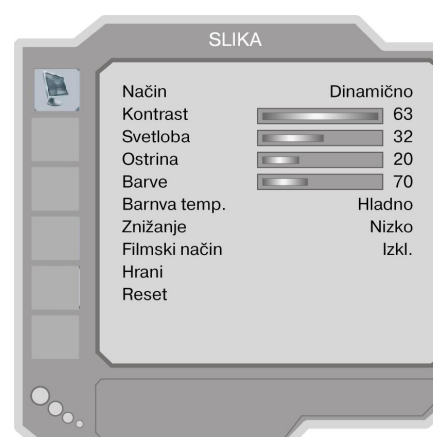 SLIKA
Način Dinamično
Kontrast 63
Svetloba 32
Ostrina 20
Barve 70
Barvna temp. Hladno
Znižanje Nizko
Filmski način Izkl.
Hrani
Reset